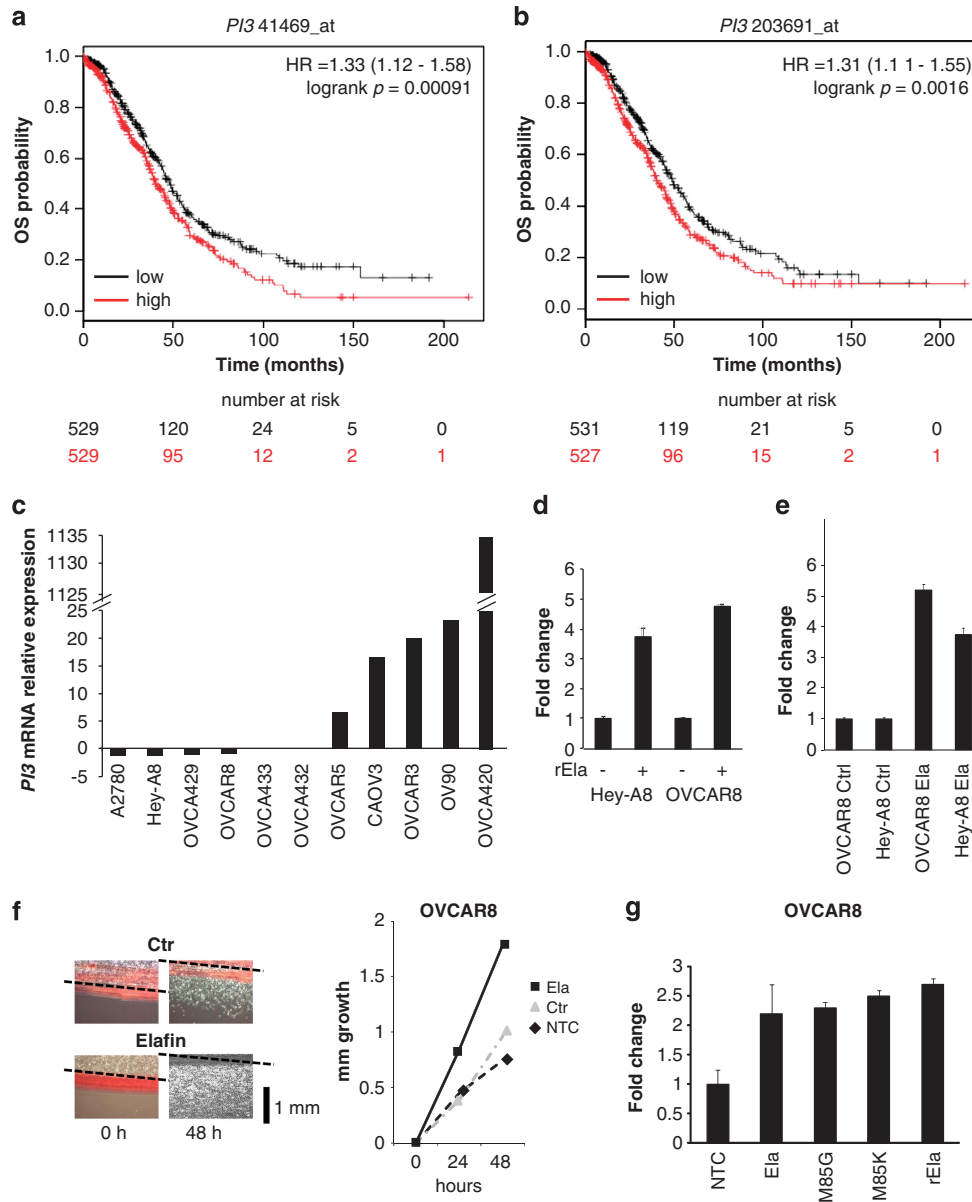 a
PI3 41469_at
HR =1.33 (1.12 - 1.58)
logrank p = 0.00091
OS probability
1.0
0.8
0.6
0.4
0.2
0.0
low
high
0 50 100 150 200
Time (months)
number at risk
529 120 24 5 0
529 95 12 2 1
b
PI3 203691_at
HR =1.31 (1.1 1 - 1.55)
logrank p = 0.0016
OS probability
1.0
0.8
0.6
0.4
0.2
0.0
low
high
0 50 100 150 200
Time (months)
number at risk
531 119 21 5 0
527 96 15 2 1
c
PI3 mRNA relative expression
1135
1130
1125
25
20
15
10
5
0
-5
A2780
Hey-A8
OVCA429
OVCAR8
OVCA433
OVCA432
OVCAR5
CAOV3
OVCAR3
OV90
OVCA420
d
Fold change
6
5
4
3
2
1
0
rEla - + - +
Hey-A8 OVCAR8
e
Fold change
6
5
4
3
2
1
0
OVCAR8 Ctrl
Hey-A8 Ctrl
OVCAR8 Ela
Hey-A8 Ela
f
Ctr
Elafin
0 h 48 h
1 mm
OVCAR8
mm growth
2
1.5
1
0.5
0
0 24 48
hours
Ela
Ctr
NTC
g
OVCAR8
Fold change
3
2.5
2
1.5
1
0.5
0
NTC
Ela
M85G
M85K
rEla